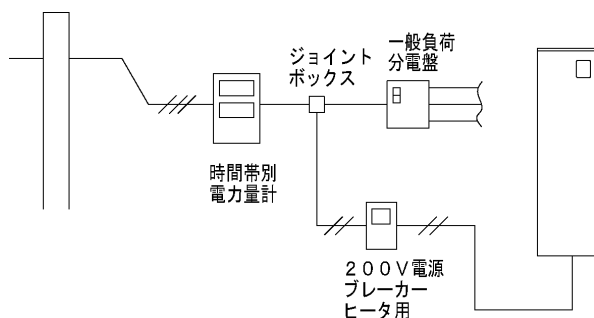 ジョイント
ボックス
一般負荷
分電盤
時間帯別
電力量計
２００Ｖ電源
ブレーカー
ヒータ用